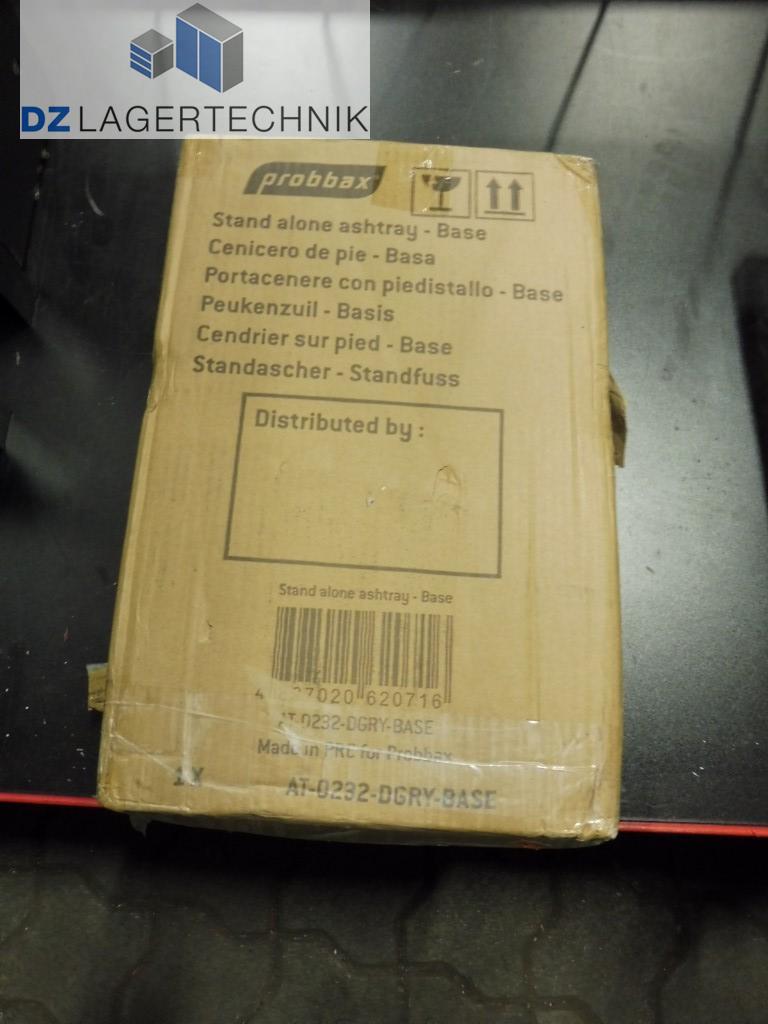 DZ LAGERTECHNIK
probbax
Stand alone ashtray - Base
Cenicero de pie - Basa
Portacenere con piedistallo - Base
Peukenzuil - Basis
Cendrier sur pied - Base
Standascher - Standfuss
Distributed by :
Stand alone ashtray - Base
620716
AT-0232-DGRY-BASE
Made in PRC for Probbax
1X
AT-0232-DGRY-BASE